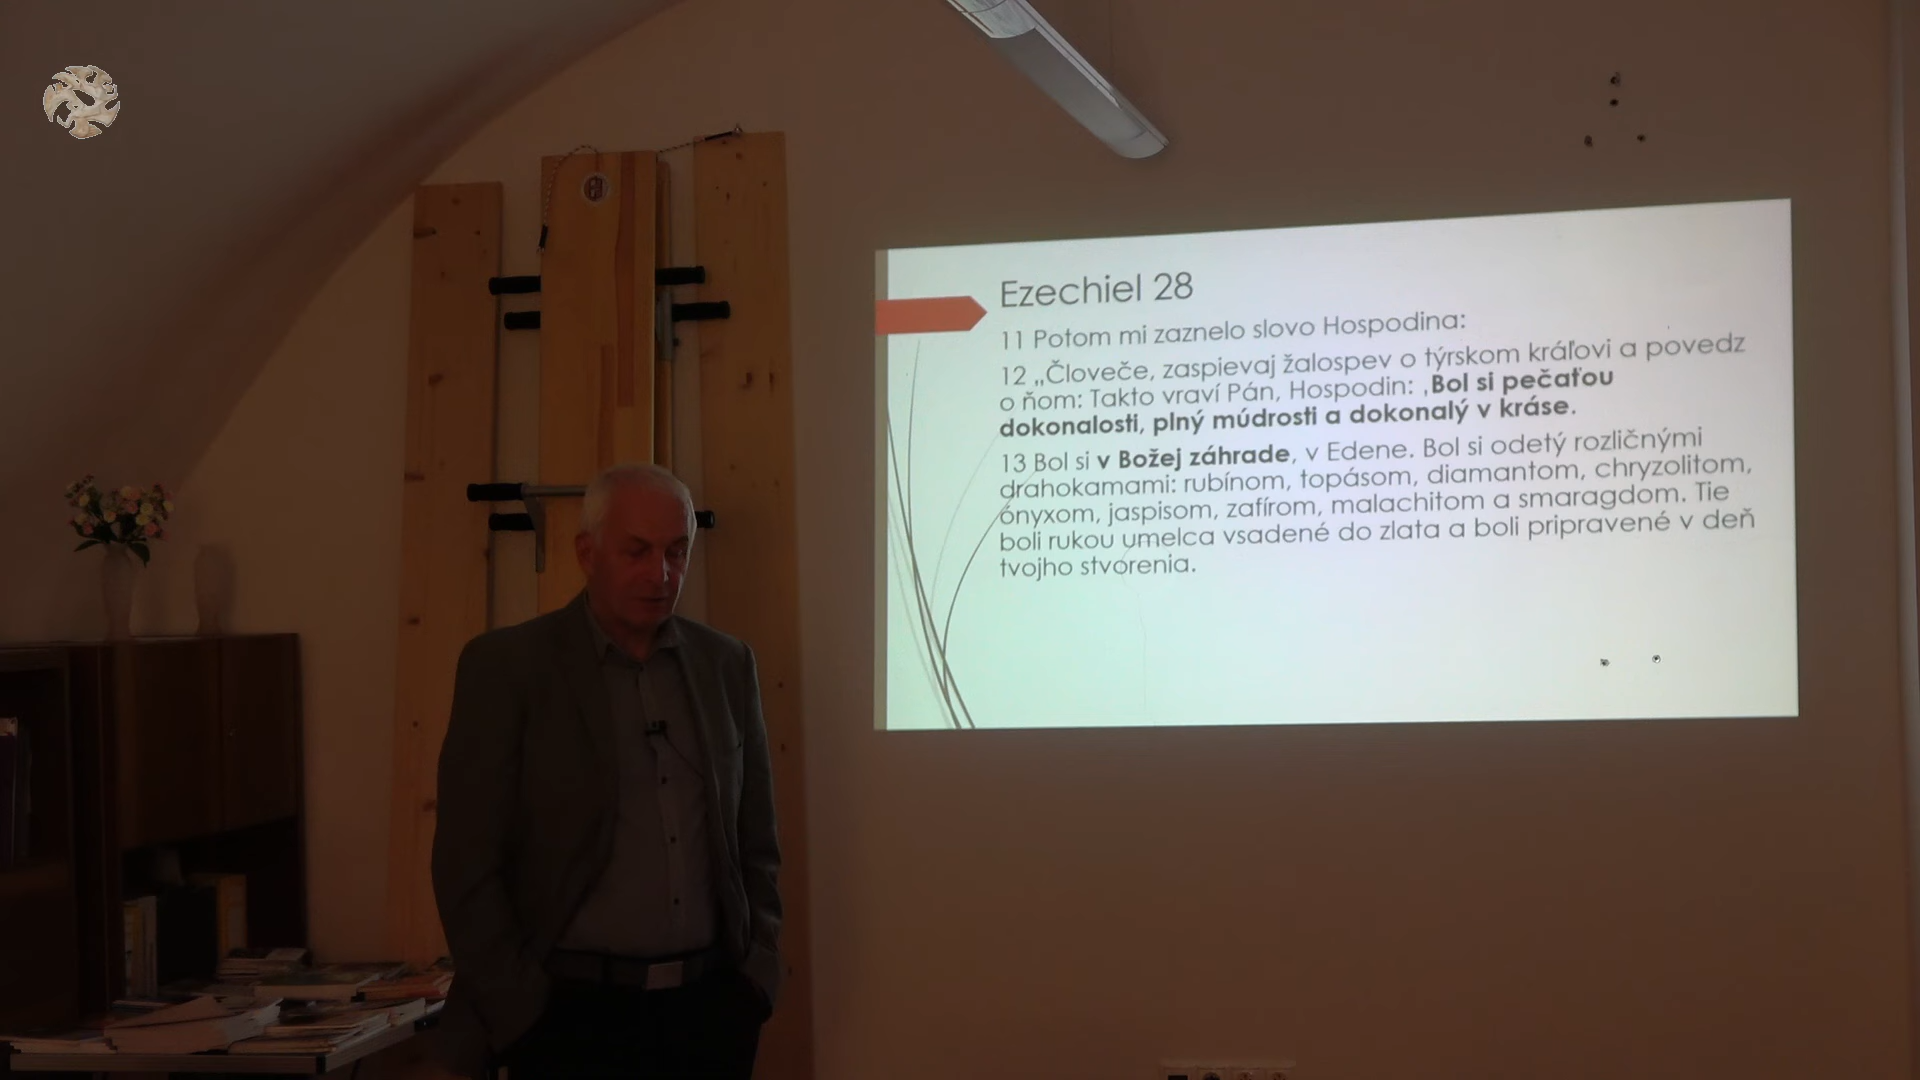 Ezechiel 28
11 Potom mi zaznelo slovo Hospodina:
12 „Človeče, zaspievaj žalospev o týrskom kráľovi a povedz
o ňom: Takto vraví Pán, Hospodin: ‚Bol si pečaťou
dokonalosti, plný múdrosti a dokonalý v kráse.
13 Bol si v Božej záhrade, v Edene. Bol si odetý rozličnými
drahokamami: rubínom, topásom, diamantom, chryzolitom,
ónyxom, jaspisom, zafírom, malachitom a smaragdom. Tie
boli rukou umelca vsadené do zlata a boli pripravené v deň
tvojho stvorenia.